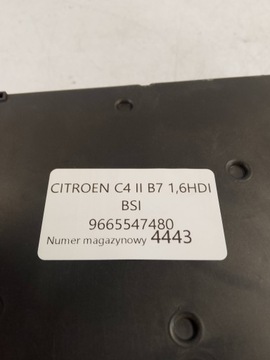 CITROEN C4 II B7 1,6HDI
BSI
9665547480
Numer magazynowy 4443